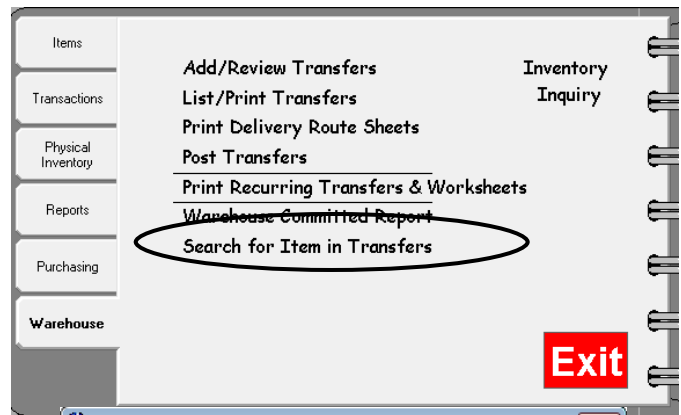 Items
Transactions
Physical
Inventory
Reports
Purchasing
Warehouse
Add/Review Transfers
List/Print Transfers
Print Delivery Route Sheets
Post Transfers
Print Recurring Transfers & Worksheets
Warehouse Committed Report
Search for Item in Transfers
Inventory
Inquiry
Exit